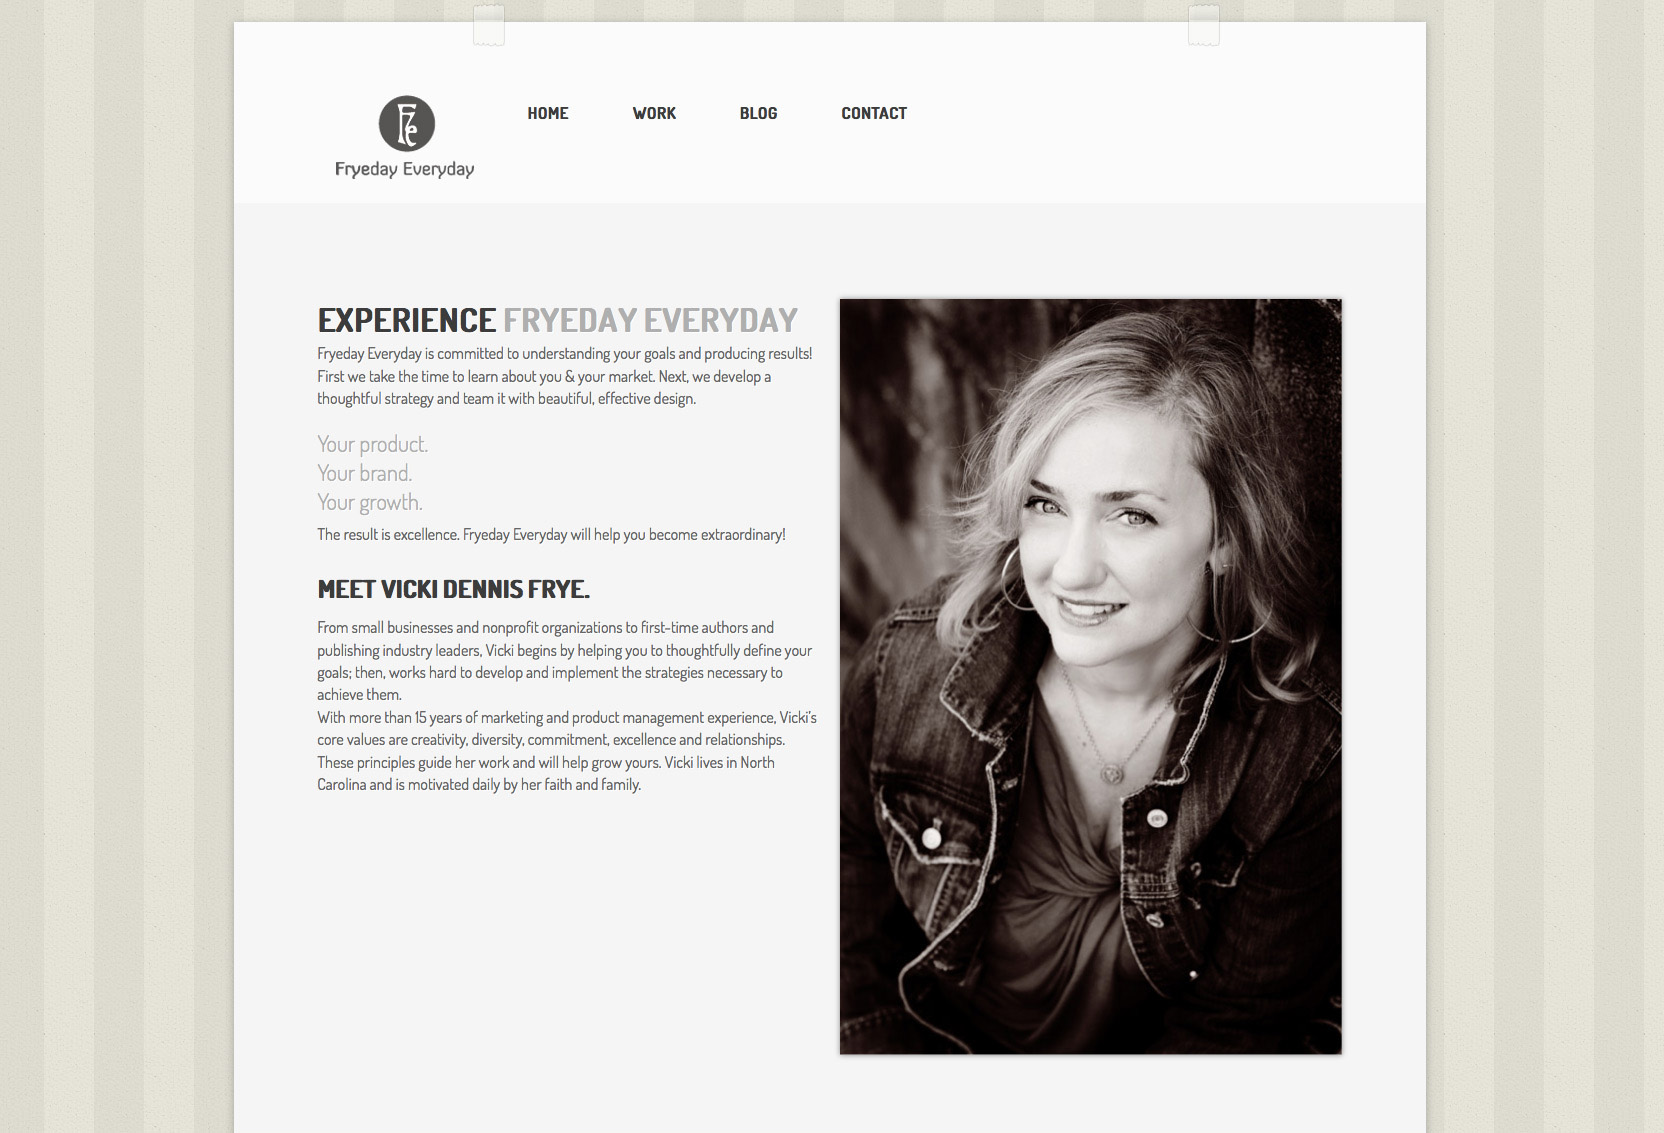 Fe
Fryeday Everyday
HOME WORK BLOG CONTACT
EXPERIENCE FRYEDAY EVERYDAY
Fryeday Everyday is committed to understanding your goals and producing results!
First we take the time to learn about you & your market. Next, we develop a
thoughtful strategy and team it with beautiful, effective design.
Your product.
Your brand.
Your growth.
The result is excellence. Fryeday Everyday will help you become extraordinary!
MEET VICKI DENNIS FRYE.
From small businesses and nonprofit organizations to first-time authors and
publishing industry leaders, Vicki begins by helping you to thoughtfully define your
goals; then, works hard to develop and implement the strategies necessary to
achieve them.
With more than 15 years of marketing and product management experience, Vicki's
core values are creativity, diversity, commitment, excellence and relationships.
These principles guide her work and will help grow yours. Vicki lives in North
Carolina and is motivated daily by her faith and family.